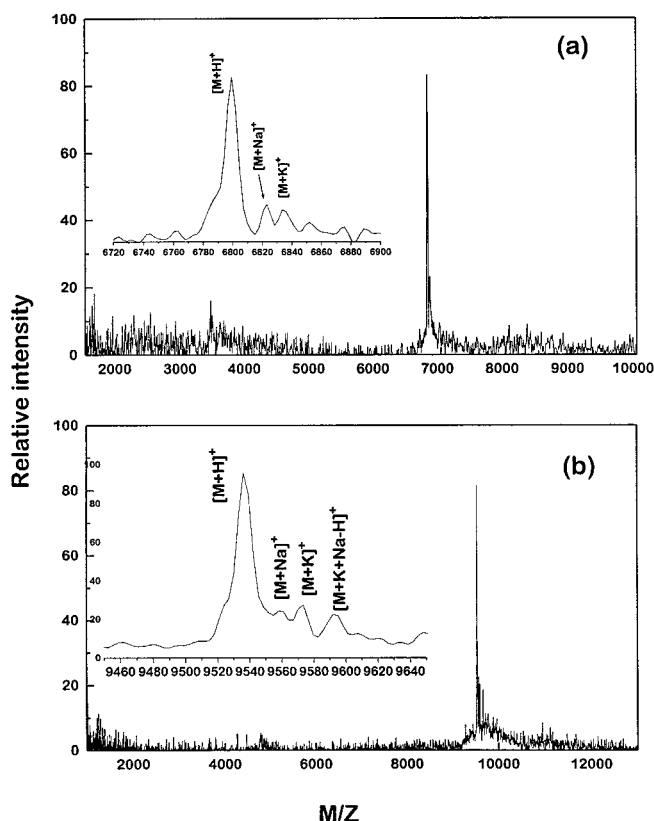 (a)
100
80
60
40
20
0
[M+H]+
[M+Na]+
[M+K]+
6720 6740 6760 6780 6800 6820 6840 6860 6880 6900
2000 3000 4000 5000 6000 7000 8000 9000 10000
Relative intensity
(b)
100
80
60
40
20
0
100
80
60
40
20
0
[M+H]+
[M+Na]+
[M+K]+
[M+K+Na-H]+
9460 9480 9500 9520 9540 9560 9580 9600 9620 9640
2000 4000 6000 8000 10000 12000
M/Z